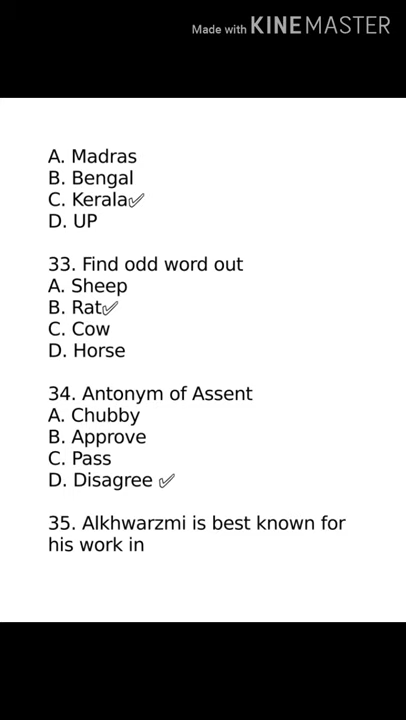 Made with KINEMASTER
A. Madras
B. Bengal
C. Kerala✅
D. UP
33. Find odd word out
A. Sheep
B. Rat✅
C. Cow
D. Horse
34. Antonym of Assent
A. Chubby
B. Approve
C. Pass
D. Disagree ✅
35. Alkhwarzmi is best known for
his work in